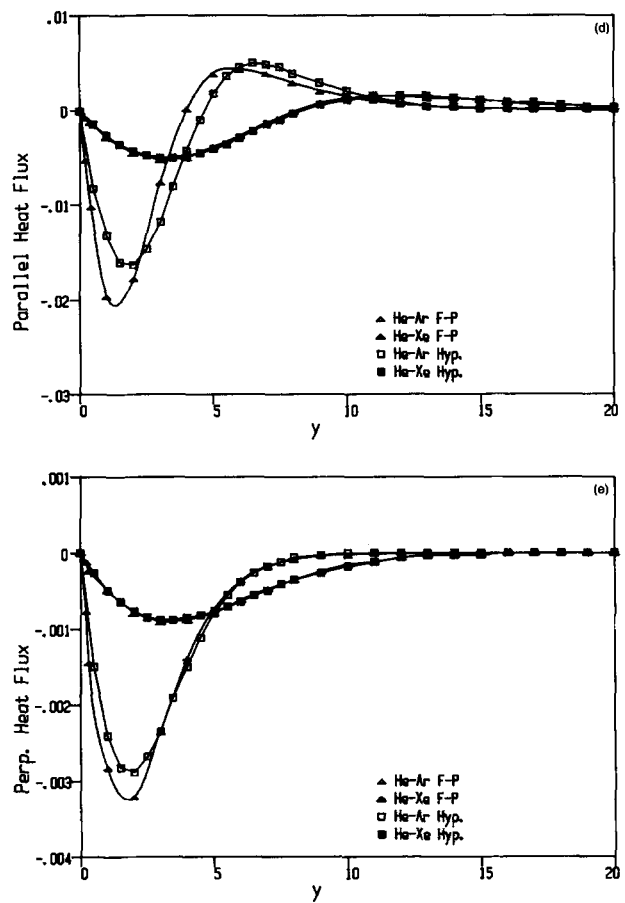 (d)
.01
0
-.01
-.02
-.03
Parallel Heat Flux
He-Ar F-P
He-Xe F-P
He-Ar Hyp.
He-Xe Hyp.
0 5 10 15 20
y
(e)
.001
0
-.001
-.002
-.003
-.004
Perp. Heat Flux
He-Ar F-P
He-Xe F-P
He-Ar Hyp.
He-Xe Hyp.
0 5 10 15 20
y